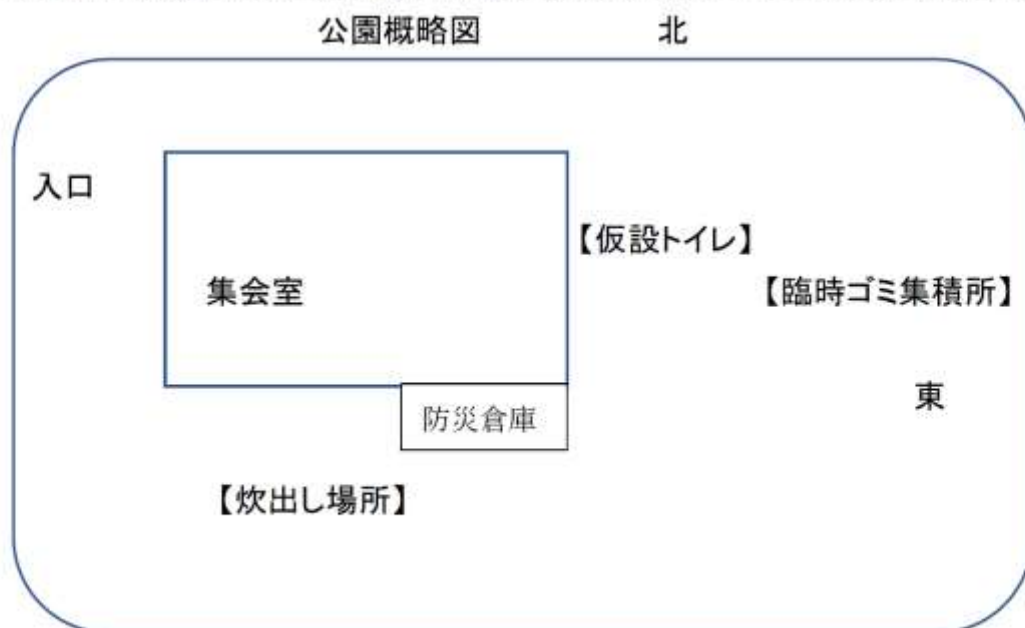 公園概略図 北
入口
【仮設トイレ】
集会室 【臨時ゴミ集積所】
東
防災倉庫
【炊出し場所】